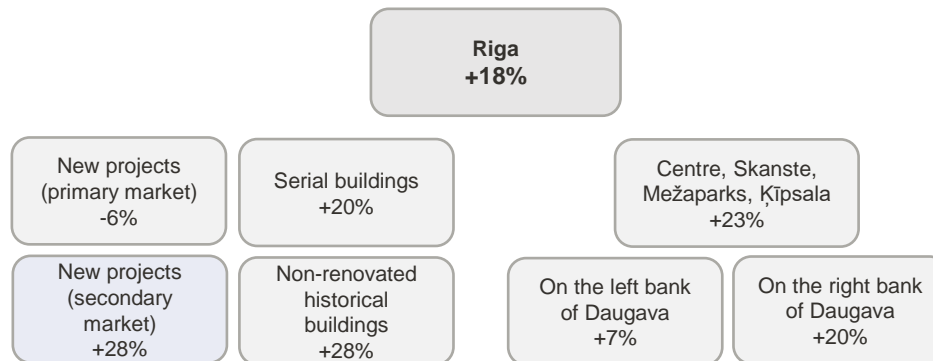 Riga
+18%
New projects
(primary market)
-6%
Serial buildings
+20%
Centre, Skanste,
Mežaparks, Ķīpsala
+23%
New projects
(secondary
market)
+28%
Non-renovated
historical
buildings
+28%
On the left bank
of Daugava
+7%
On the right bank
of Daugava
+20%